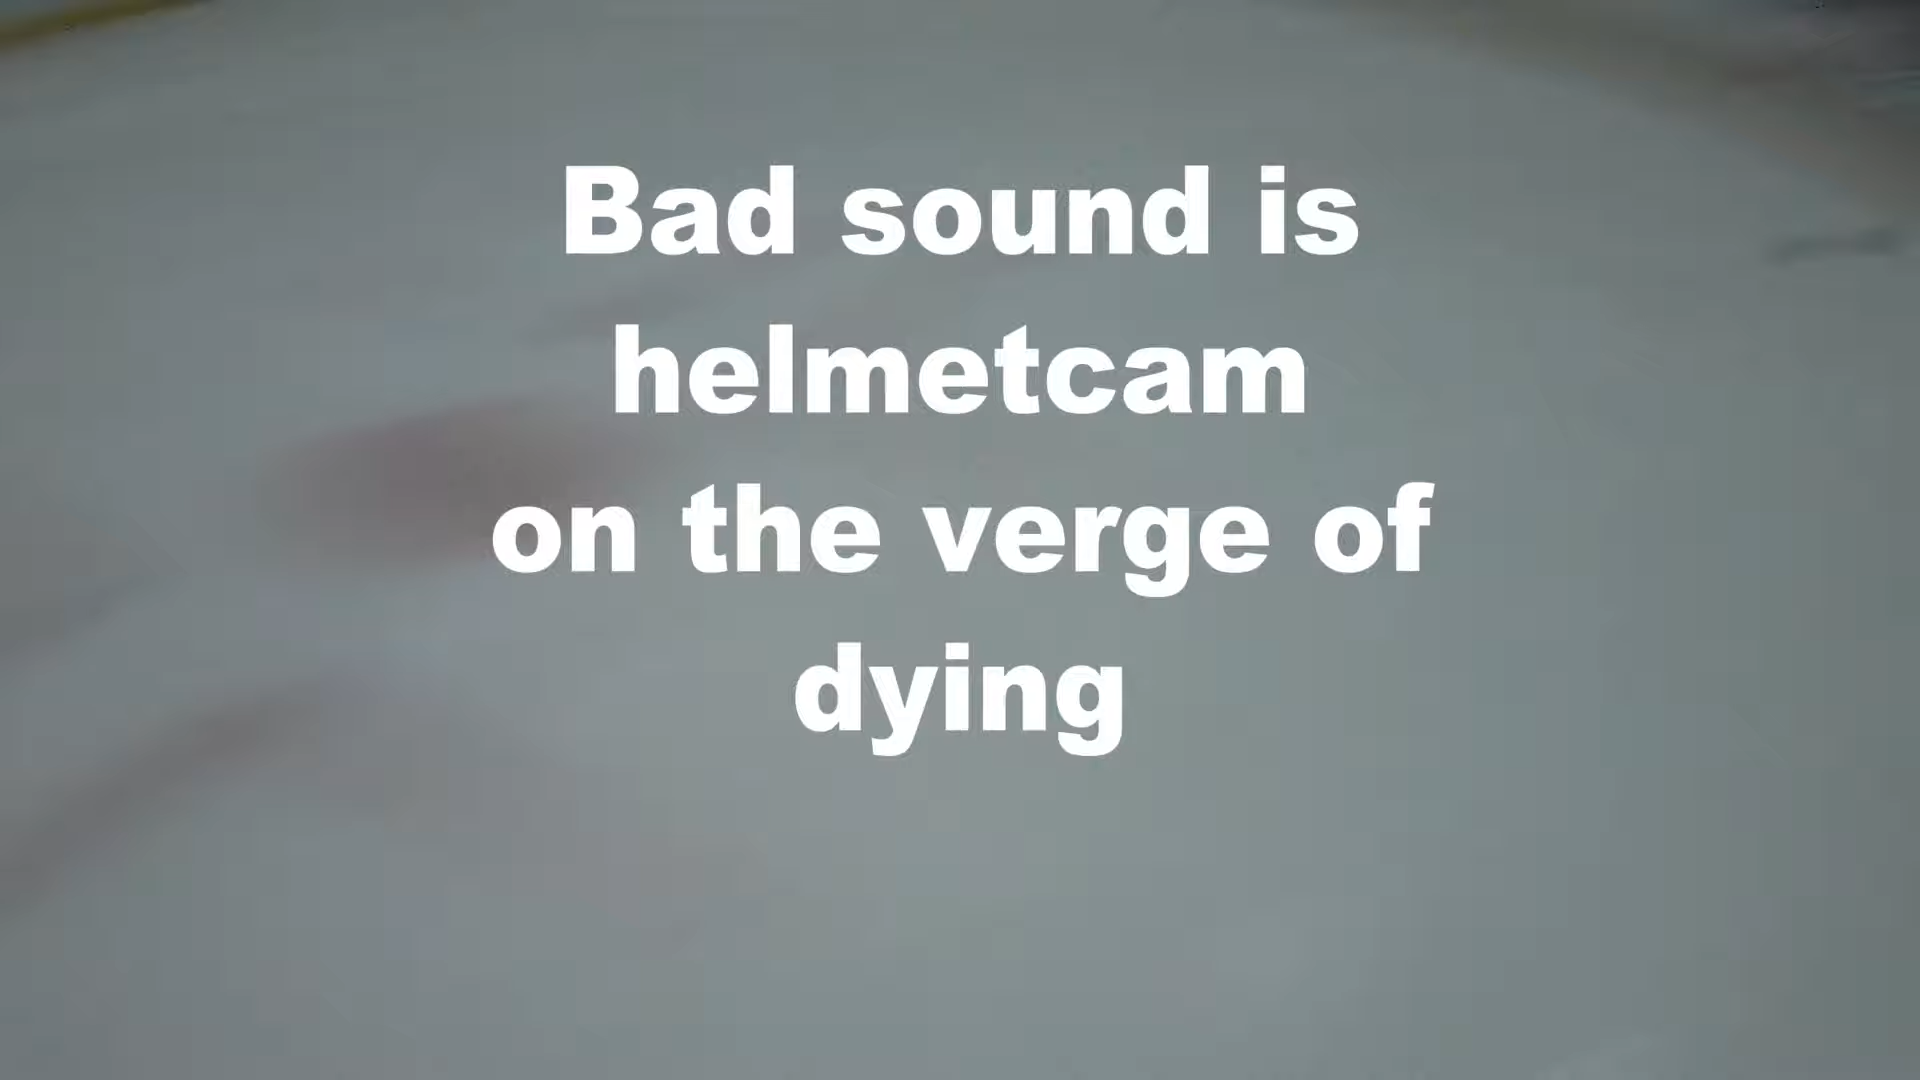 Bad sound is
helmetcam
on the verge of
dying